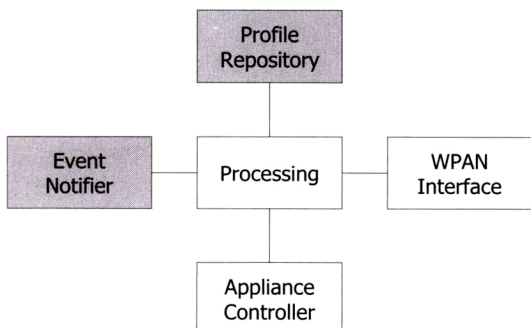 Profile
Repository
Event
Notifier
Processing
WPAN
Interface
Appliance
Controller